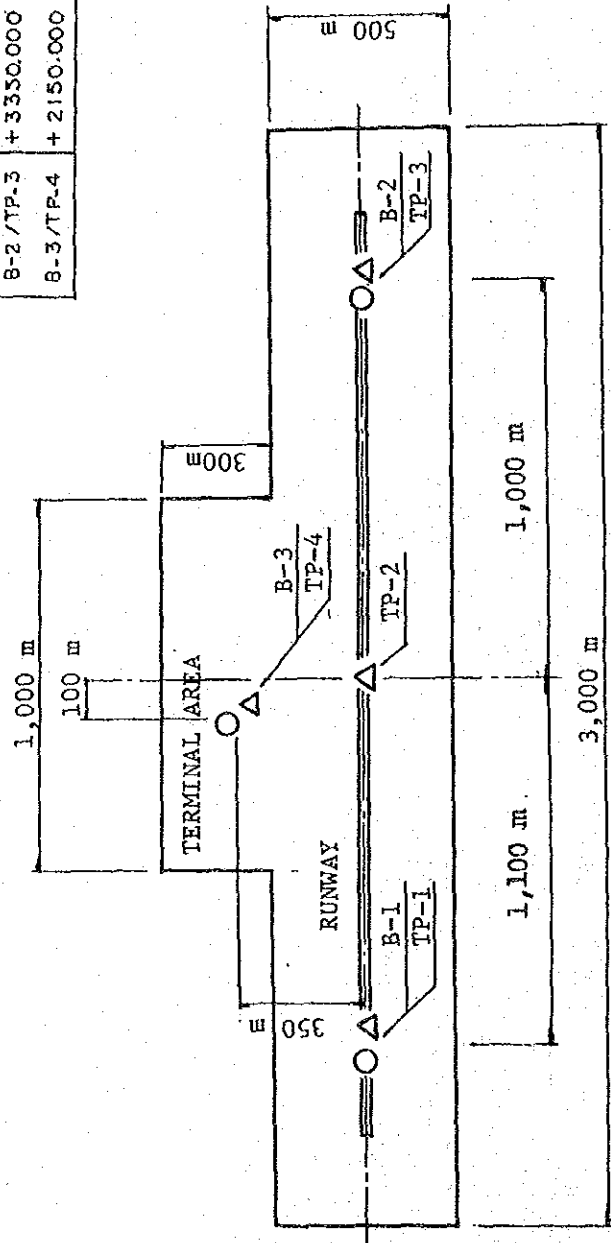 B-2/TP-3 +3350.000
B-3/TP-4 +2150.000
1,000 m
100 m
TERMINAL AREA
300m
500 m
B-3
TP-4
RUNWAY
350 m
B-1
TP-1
TP-2
B-2
TP-3
1,100 m
1,000 m
3,000 m